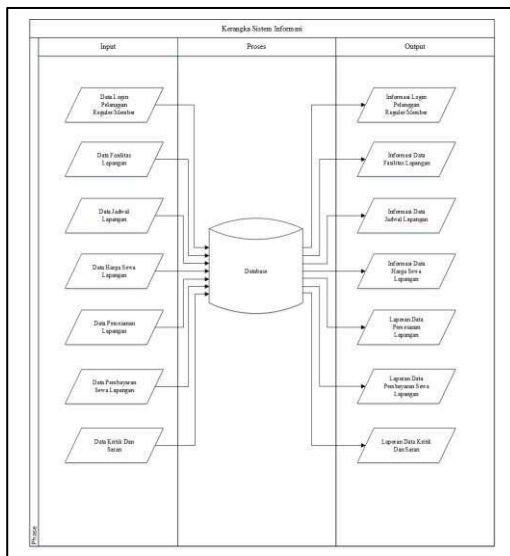 Kerangka Sistem Informasi
Input
Proses
Output
Data Login
Pelanggan
Reguler/Member
Data Fasilitas
Lapangan
Data Jadwal
Lapangan
Data Harga Sewa
Lapangan
Data Pemesanan
Lapangan
Data Pembayaran
Sewa Lapangan
Data Kritik Dan
Saran
Database
Informasi Login
Pelanggan
Reguler/Member
Informasi Data
Fasilitas Lapangan
Informasi Data
Jadwal Lapangan
Informasi Data
Harga Sewa
Lapangan
Laporan Data
Pemesanan
Lapangan
Laporan Data
Pembayaran Sewa
Lapangan
Laporan Data Kritik
Dan Saran
Phase